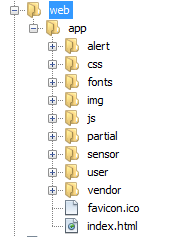 web
app
alert
css
fonts
img
js
partial
sensor
user
vendor
favicon.ico
index.html